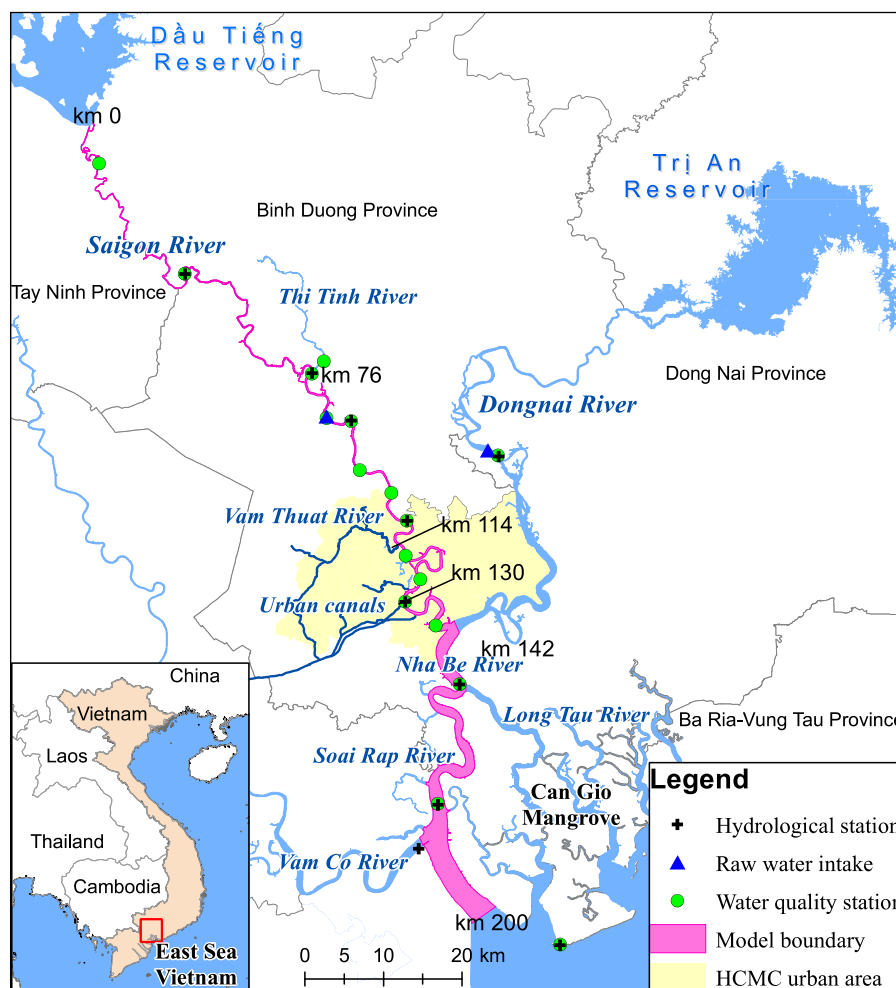 Dầu Tiếng
Reservoir
km 0
Trị An
Reservoir
Binh Duong Province
Saigon River
Tay Ninh Province
Thi Tinh River
km 76
Dong Nai Province
Dongnai River
Vam Thuat River
km 114
km 130
Urban canals
km 142
Nha Be River
Long Tau River
Ba Ria-Vung Tau Province
Soai Rap River
Can Gio
Mangrove
Vam Co River
km 200
0 10 20 km
China
Vietnam
Laos
Thailand
Cambodia
East Sea
Vietnam
Legend
Hydrological station
Raw water intake
Water quality station
Model boundary
HCMC urban area